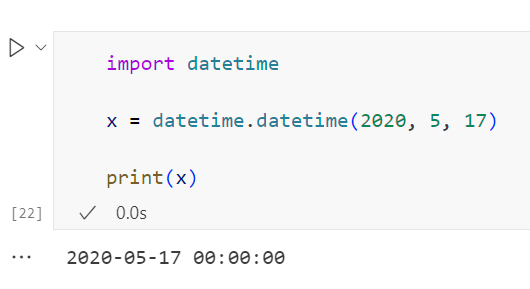 import datetime
x = datetime.datetime(2020, 5, 17)
print(x)
[22]
0.0s
... 2020-05-17 00:00:00